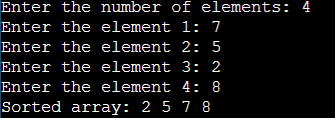 Enter the number of elements: 4
Enter the element 1: 7
Enter the element 2: 5
Enter the element 3: 2
Enter the element 4: 8
Sorted array: 2 5 7 8